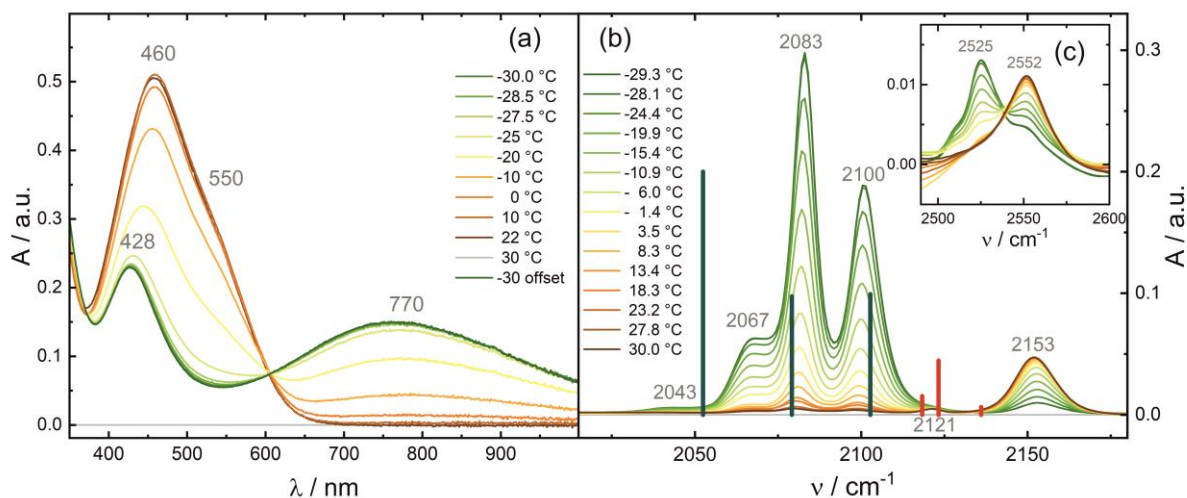 (a)
460
550
428
770
-30.0 °C
-28.5 °C
-27.5 °C
-25 °C
-20 °C
-10 °C
0 °C
10 °C
22 °C
30 °C
-30 offset
A / a.u.
0.5
0.4
0.3
0.2
0.1
0.0
400 500 600 700 800 900
λ / nm
(b)
2083
2100
2067
2043
2121
2153
-29.3 °C
-28.1 °C
-24.4 °C
-19.9 °C
-15.4 °C
-10.9 °C
- 6.0 °C
- 1.4 °C
3.5 °C
8.3 °C
13.4 °C
18.3 °C
23.2 °C
27.8 °C
30.0 °C
2050 2100 2150
ν / cm-1
0.3
0.2
0.1
0.0
A / a.u.
(c)
2525
2552
0.01
0.00
2500 2550 2600
ν / cm-1